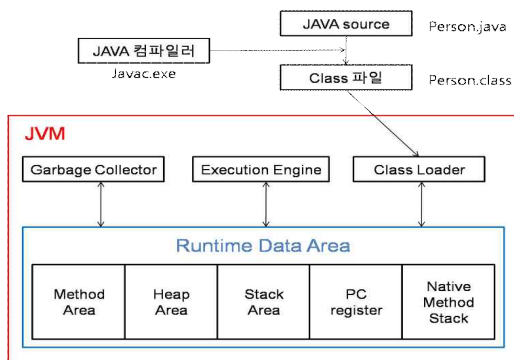 JAVA source
Person.java
JAVA 컴파일러
Javac.exe
Class 파일
Person.class
JVM
Garbage Collector
Execution Engine
Class Loader
Runtime Data Area
Method
Area
Heap
Area
Stack
Area
PC
register
Native
Method
Stack